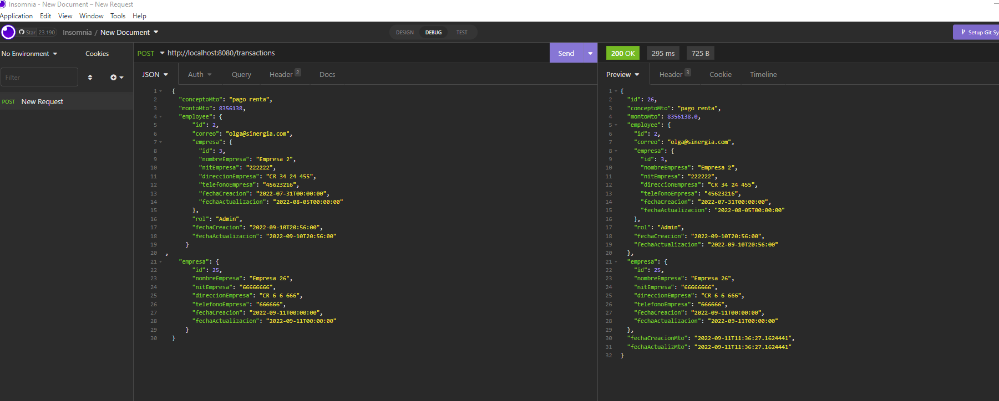 Insomnia - New Document – New Request
Application Edit View Window Tools Help
Star 23.190 Insomnia / New Document DESIGN DEBUG TEST Setup Git Sy
No Environment Cookies
POST http://localhost:8080/transactions Send 200 OK 295 ms 725 B
Filter
POST New Request
JSON Auth Query Header 2 Docs
1 {
2 "conceptoMto": "pago renta",
3 "montoMto": 8356138,
4 "employee": {
5 "id": 2,
6 "correo": "olga@sinergia.com",
7 "empresa": {
8 "id": 3,
9 "nombreEmpresa": "Empresa 2",
10 "nitEmpresa": "222222",
11 "direccionEmpresa": "CR 34 24 455",
12 "telefonoEmpresa": "45623216",
13 "fechaCreacion": "2022-07-31T00:00:00",
14 "fechaActualizacion": "2022-08-05T00:00:00"
15 },
16 "rol": "Admin",
17 "fechaCreacion": "2022-09-10T20:56:00",
18 "fechaActualizacion": "2022-09-10T20:56:00"
19 }
20 ,
21 "empresa": {
22 "id": 25,
23 "nombreEmpresa": "Empresa 26",
24 "nitEmpresa": "66666666",
25 "direccionEmpresa": "CR 6 6 666",
26 "telefonoEmpresa": "666666",
27 "fechaCreacion": "2022-09-11T00:00:00",
28 "fechaActualizacion": "2022-09-11T00:00:00"
29 }
30 }
Preview Header 3 Cookie Timeline
1 {
2 "id": 26,
3 "conceptoMto": "pago renta",
4 "montoMto": 8356138.0,
5 "employee": {
6 "id": 2,
7 "correo": "olga@sinergia.com",
8 "empresa": {
9 "id": 3,
10 "nombreEmpresa": "Empresa 2",
11 "nitEmpresa": "222222",
12 "direccionEmpresa": "CR 34 24 455",
13 "telefonoEmpresa": "45623216",
14 "fechaCreacion": "2022-07-31T00:00:00",
15 "fechaActualizacion": "2022-08-05T00:00:00"
16 },
17 "rol": "Admin",
18 "fechaCreacion": "2022-09-10T20:56:00",
19 "fechaActualizacion": "2022-09-10T20:56:00"
20 },
21 "empresa": {
22 "id": 25,
23 "nombreEmpresa": "Empresa 26",
24 "nitEmpresa": "66666666",
25 "direccionEmpresa": "CR 6 6 666",
26 "telefonoEmpresa": "666666",
27 "fechaCreacion": "2022-09-11T00:00:00",
28 "fechaActualizacion": "2022-09-11T00:00:00"
29 },
30 "fechaCreacionMto": "2022-09-11T11:36:27.1624441",
31 "fechaActualizMto": "2022-09-11T11:36:27.1624441"
32 }